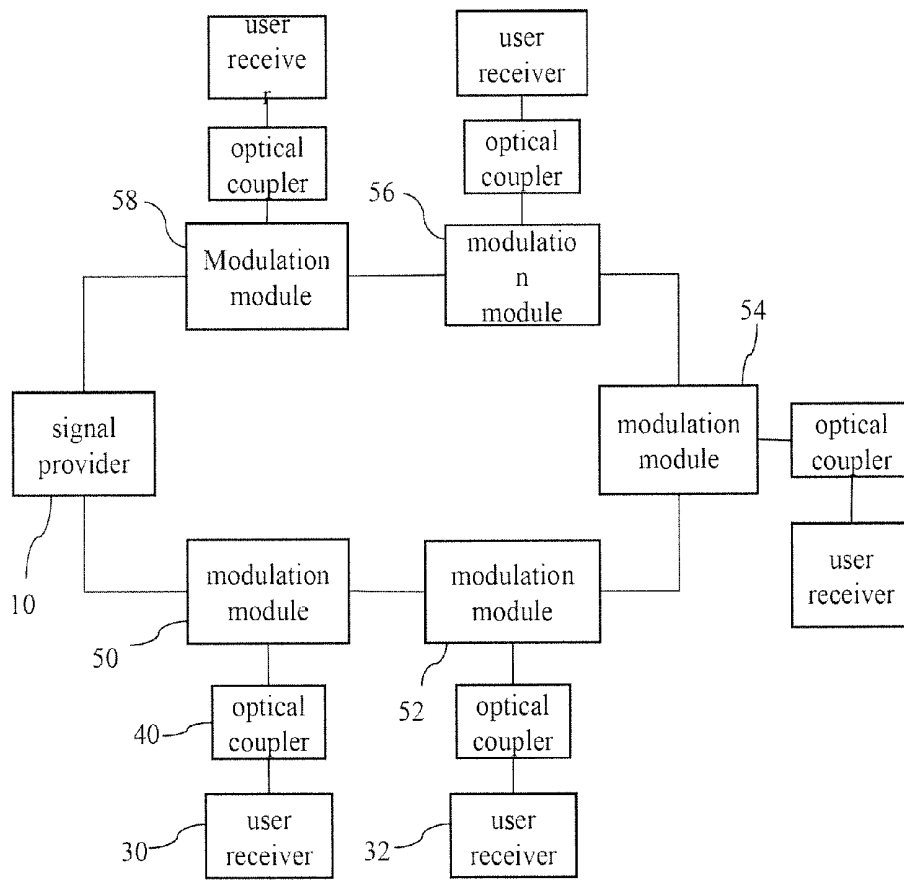 user
receive
r
user
receiver
optical
coupler
optical
coupler
58
56
Modulation
module
modulatio
n
module
54
signal
provider
modulation
module
optical
coupler
10
modulation
module
modulation
module
user
receiver
50
52
40
optical
coupler
optical
coupler
30
user
receiver
32
user
receiver